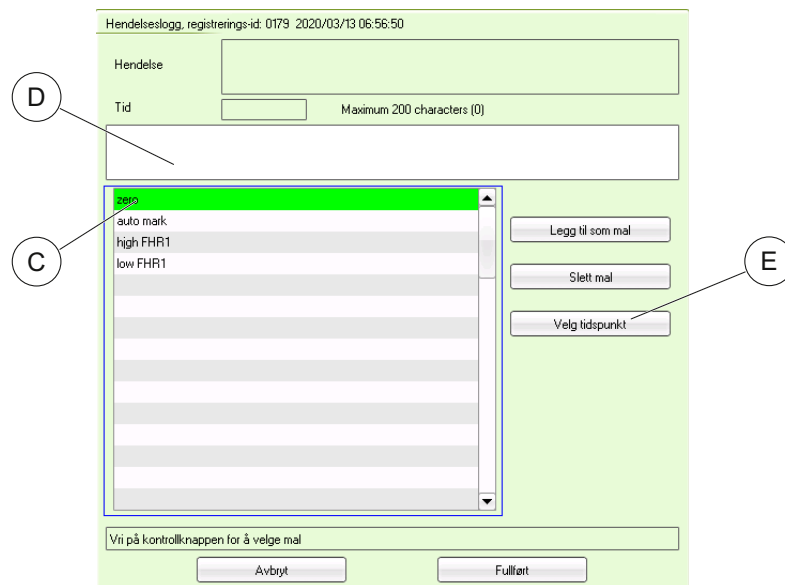 Hendelseslogg, registrerings-id: 0179 2020/03/13 06:56:50
Hendelse
D
Tid
Maximum 200 characters (0)
zero
auto mark
high FHR1
low FHR1
C
Legg til som mal
Slett mal
E
Velg tidspunkt
Vri på kontrollknappen for å velge mal
Avbryt
Fullført